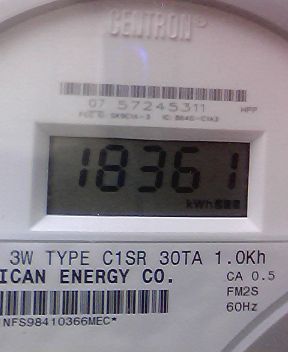 CENTRON®
07 57245311 HPP
18361
kWh
3W TYPE C1SR 30TA 1.0Kh
ICAN ENERGY CO.
CA 0.5
FM2S
60Hz
NFS98410366MEC*